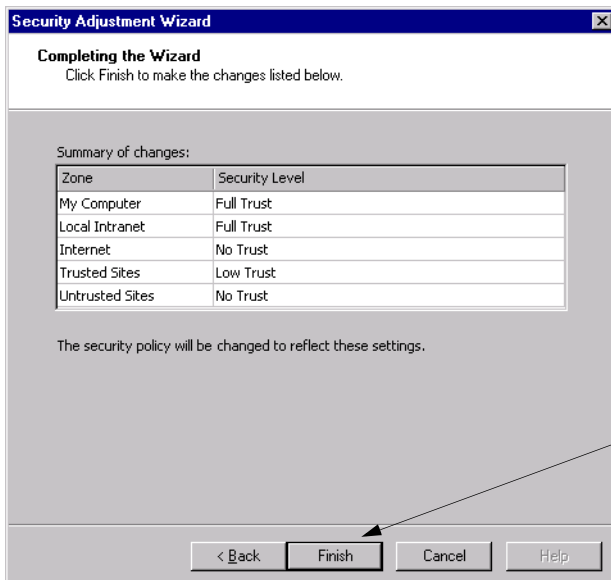 Security Adjustment Wizard
Completing the Wizard
Click Finish to make the changes listed below.
Summary of changes:
Zone Security Level
My Computer Full Trust
Local Intranet Full Trust
Internet No Trust
Trusted Sites Low Trust
Untrusted Sites No Trust
The security policy will be changed to reflect these settings.
< Back Finish Cancel Help